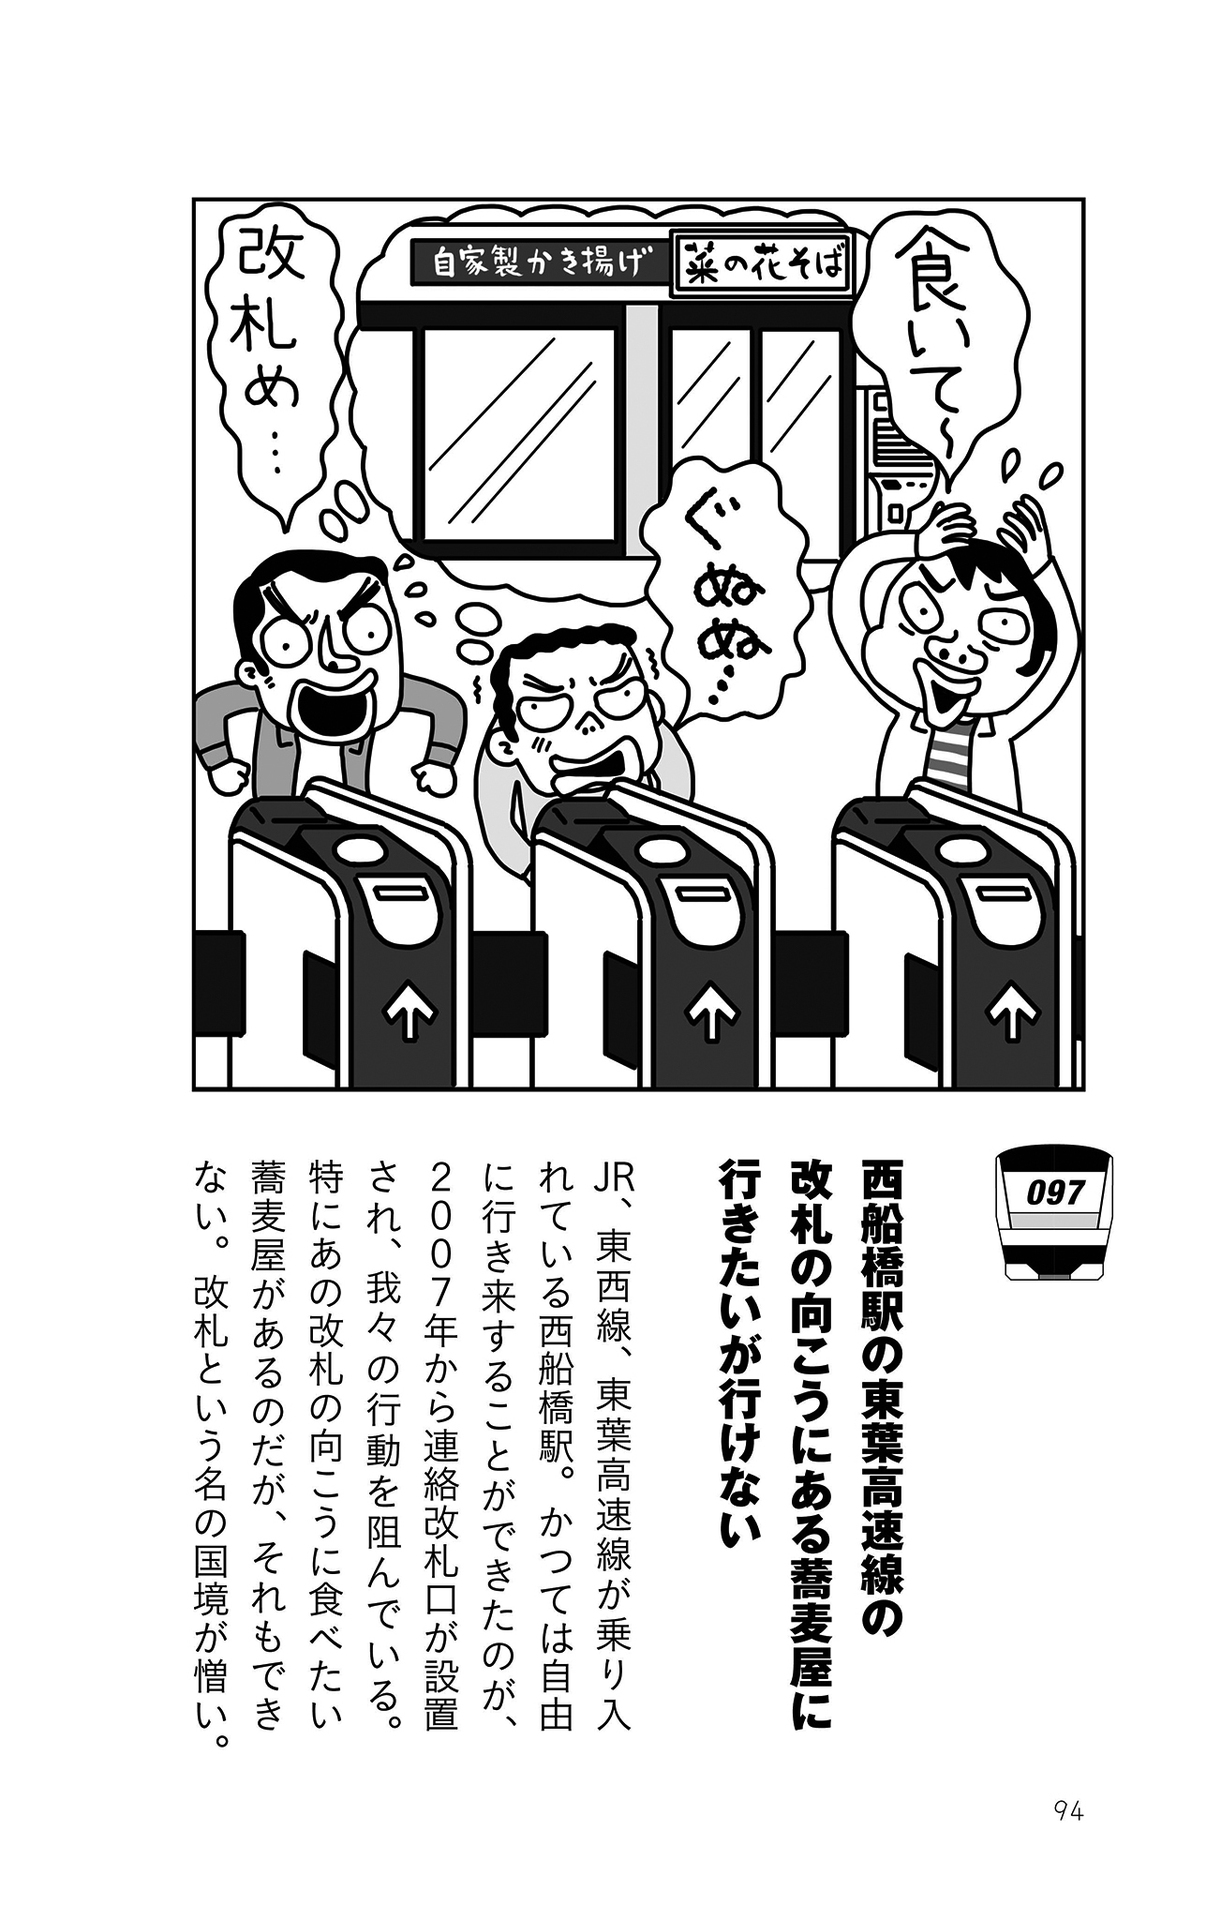 食いて〜
自家製かき揚げ
菜の花そば
ぐぬぬ…
改札め…
097
西船橋駅の東葉高速線の
改札の向こうにある蕎麦屋に
行きたいが行けない
JR、東西線、東葉高速線が乗り入
れている西船橋駅。かつては自由
に行き来することができたのが、
2007年から連絡改札口が設置
され、我々の行動を阻んでいる。
特にあの改札の向こうに食べたい
蕎麦屋があるのだが、それもでき
ない。改札という名の国境が憎い。
94